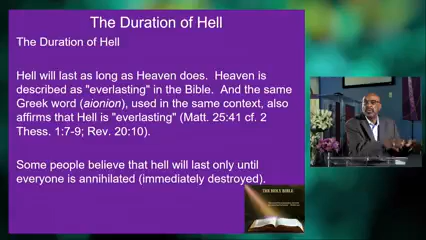 The Duration of Hell
The Duration of Hell
Hell will last as long as Heaven does.  Heaven is
described as "everlasting" in the Bible.  And the same
Greek word (aionion), used in the same context, also
affirms that Hell is "everlasting" (Matt. 25:41 cf. 2
Thess. 1:7-9; Rev. 20:10).
Some people believe that hell will last only until
everyone is annihilated (immediately destroyed).
THE HOLY BIBLE